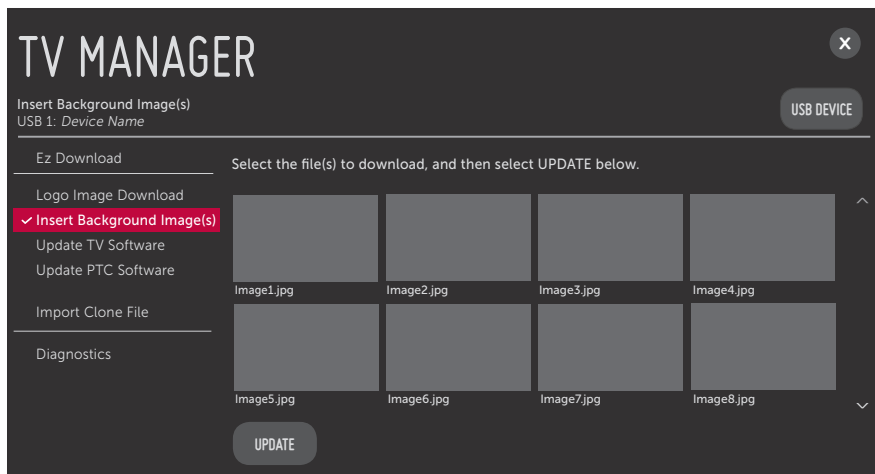 TV MANAGER
X
Insert Background Image(s)
USB 1: Device Name
USB DEVICE
Ez Download
Logo Image Download
Insert Background Image(s)
Update TV Software
Update PTC Software
Import Clone File
Diagnostics
Select the file(s) to download, and then select UPDATE below.
Image1.jpg Image2.jpg Image3.jpg Image4.jpg
Image5.jpg Image6.jpg Image7.jpg Image8.jpg
UPDATE